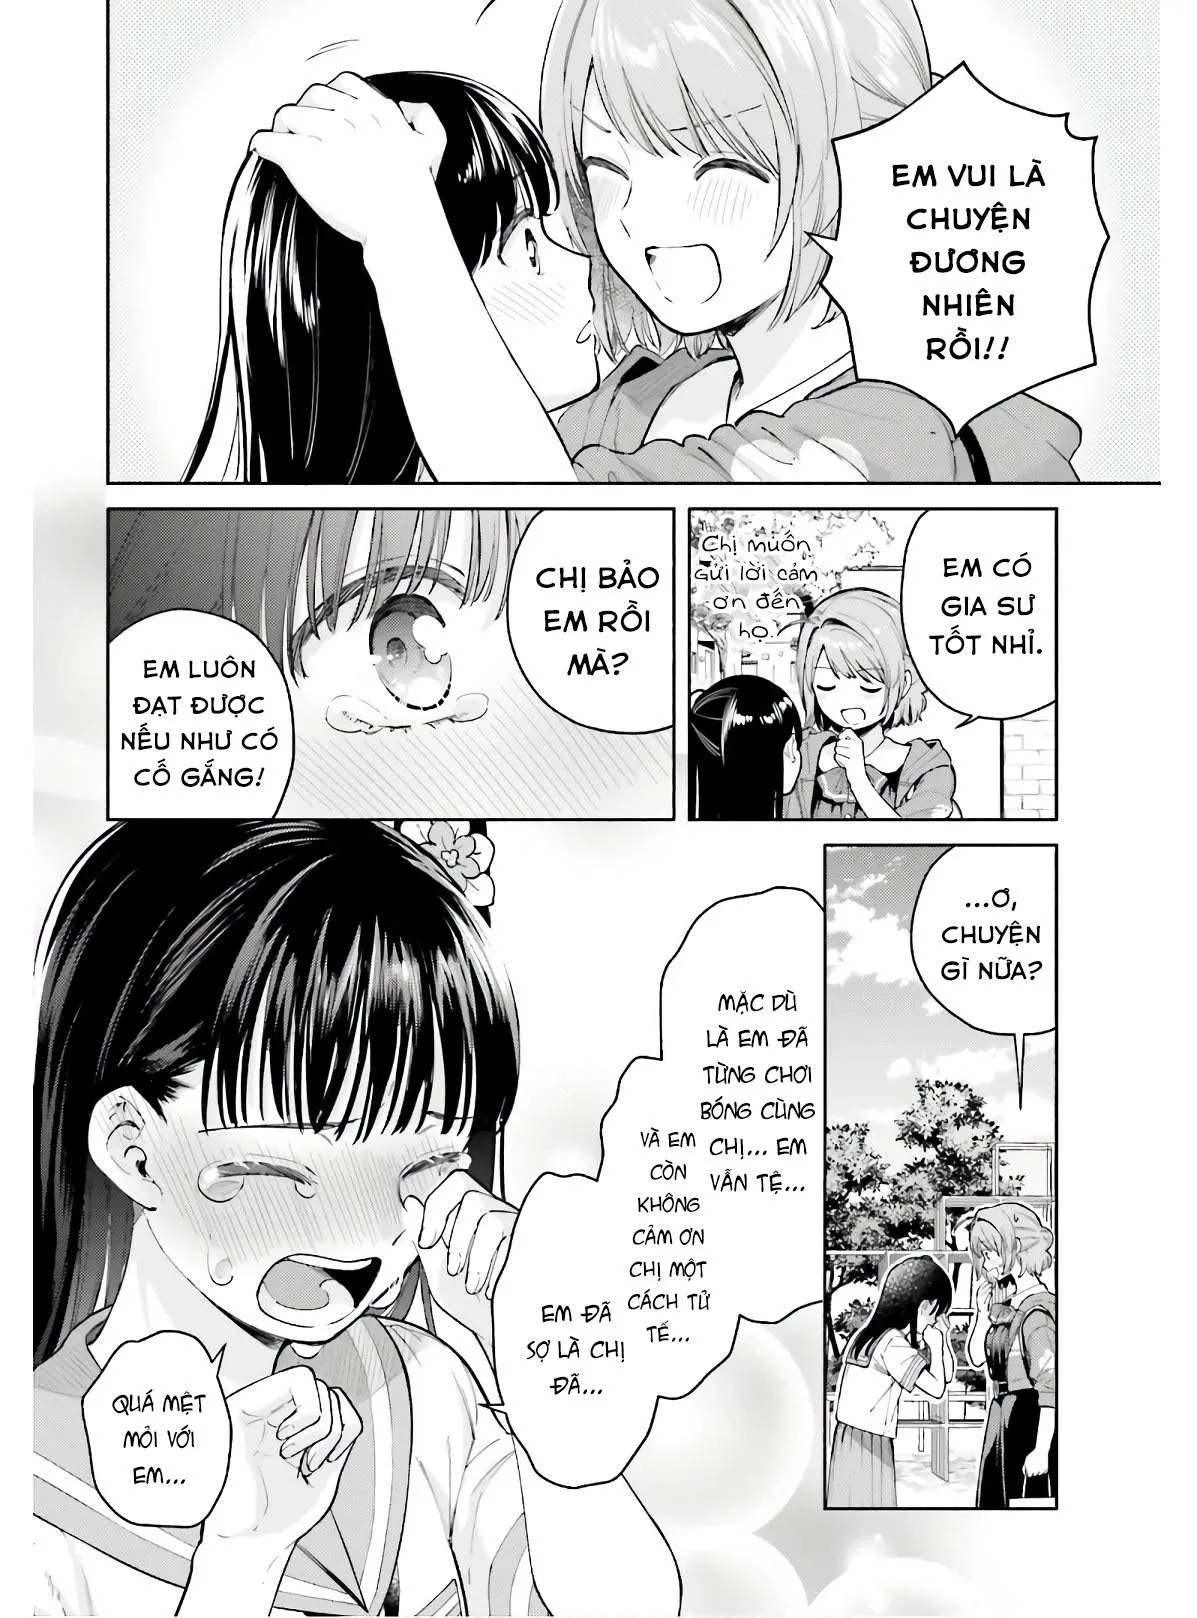 EM VUI LÀ
CHUYỆN
ĐƯƠNG
NHIÊN
RỒI!!
EM CÓ
GIA SƯ
TỐT NHỈ.
Chị muốn
gửi lời cảm
ơn đến
họ.
CHỊ BẢO
EM RỒI
MÀ?
EM LUÔN
ĐẠT ĐƯỢC
NẾU NHƯ CÓ
CỐ GẮNG!
...Ơ,
CHUYỆN
GÌ NỮA?
MẶC DÙ
LÀ EM ĐÃ
TỪNG CHƠI
BÓNG CÙNG
CHỊ... EM
VẪN TỆ...
VÀ EM
CÒN
KHÔNG
CẢM ƠN
CHỊ MỘT
CÁCH TỬ
TẾ...
EM ĐÃ
SỢ LÀ CHỊ
ĐÃ...
QUÁ MỆT
MỎI VỚI
EM...